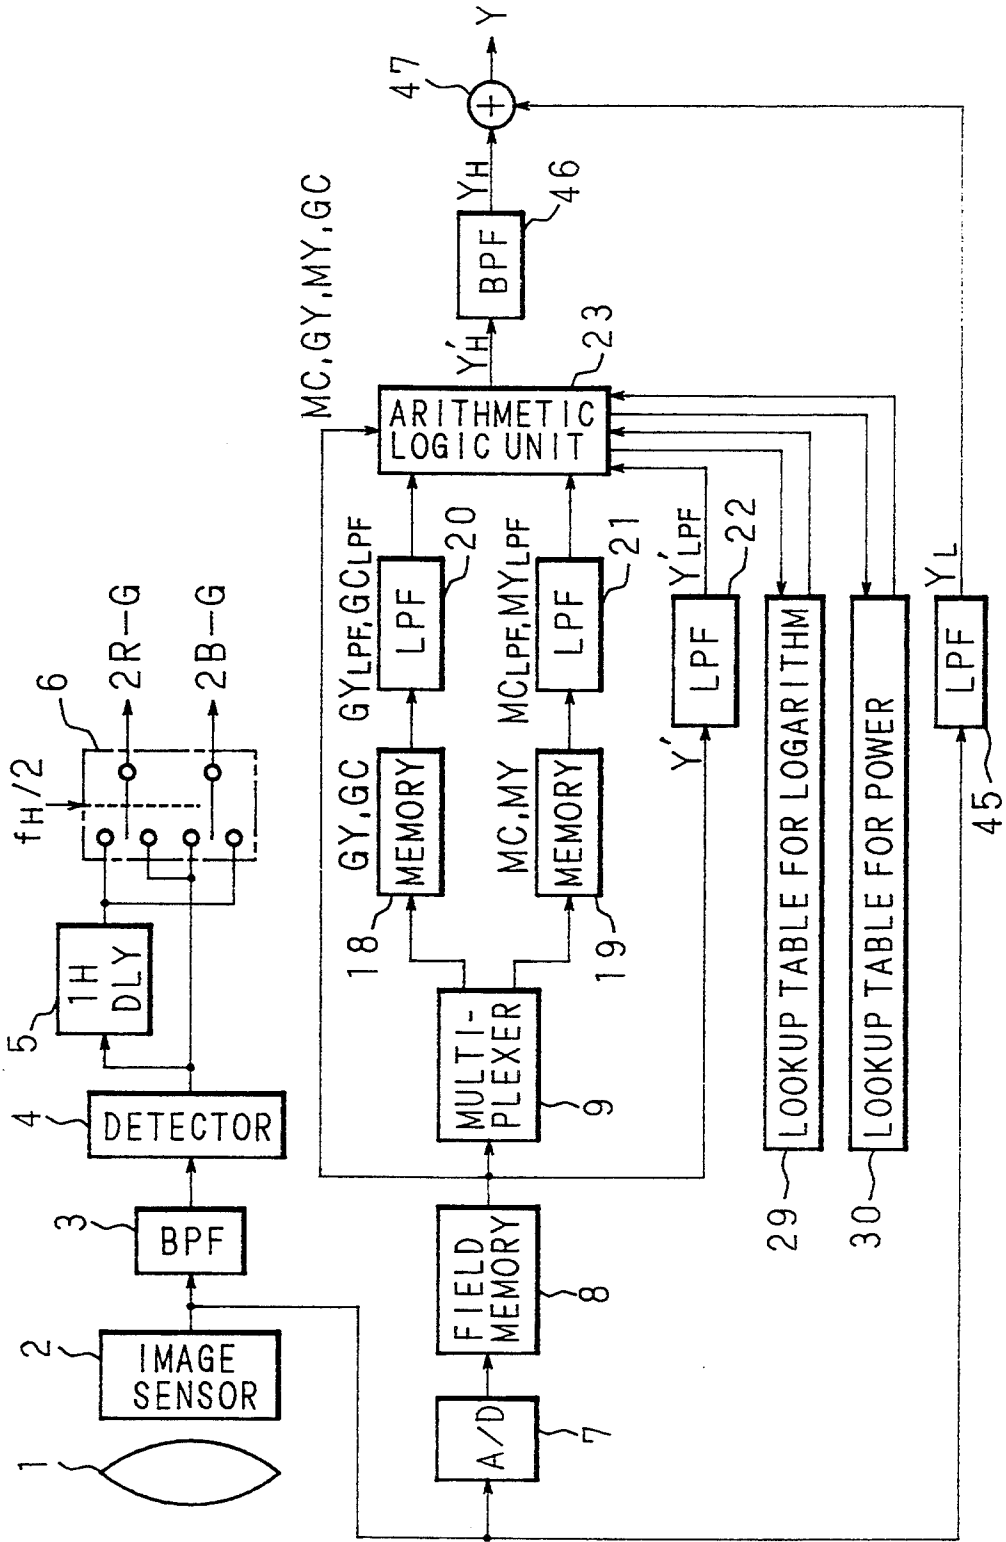 1
2
IMAGE
SENSOR
3
BPF
4
DETECTOR
5
1H
DLY
6
fH/2
2R-G
2B-G
7
A/D
8
FIELD
MEMORY
9
MULTI-
PLEXER
MC,GY,MY,GC
18
MEMORY
GY,GC
GYLPF,GCLPF
LPF
20
19
MEMORY
MC,MY
MCLPF,MYLPF
LPF
21
ARITHMETIC
LOGIC UNIT
23
Y'H
BPF
46
YH
47
+
Y
Y'
LPF
Y'LPF
22
29
LOOKUP TABLE FOR LOGARITHM
30
LOOKUP TABLE FOR POWER
45
LPF
YL